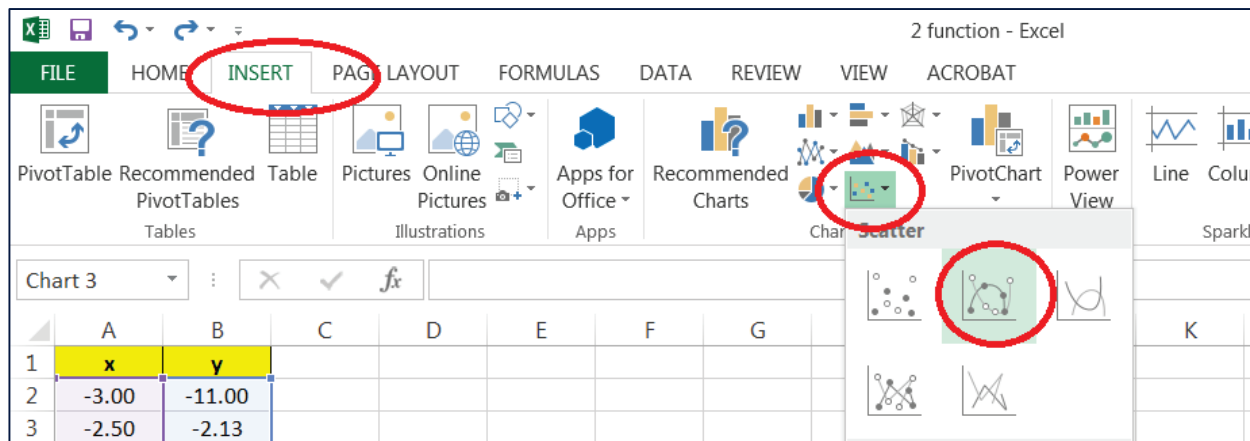 2 function - Excel
FILE HOME INSERT PAGE LAYOUT FORMULAS DATA REVIEW VIEW ACROBAT
PivotTable Recommended Table Pictures Online Apps for Recommended PivotChart Power Line
PivotTables Pictures Office Charts View
Tables Illustrations Apps
Scatter
Chart 3 fx
A B C D E F G K
1 x y
2 -3.00 -11.00
3 -2.50 -2.13